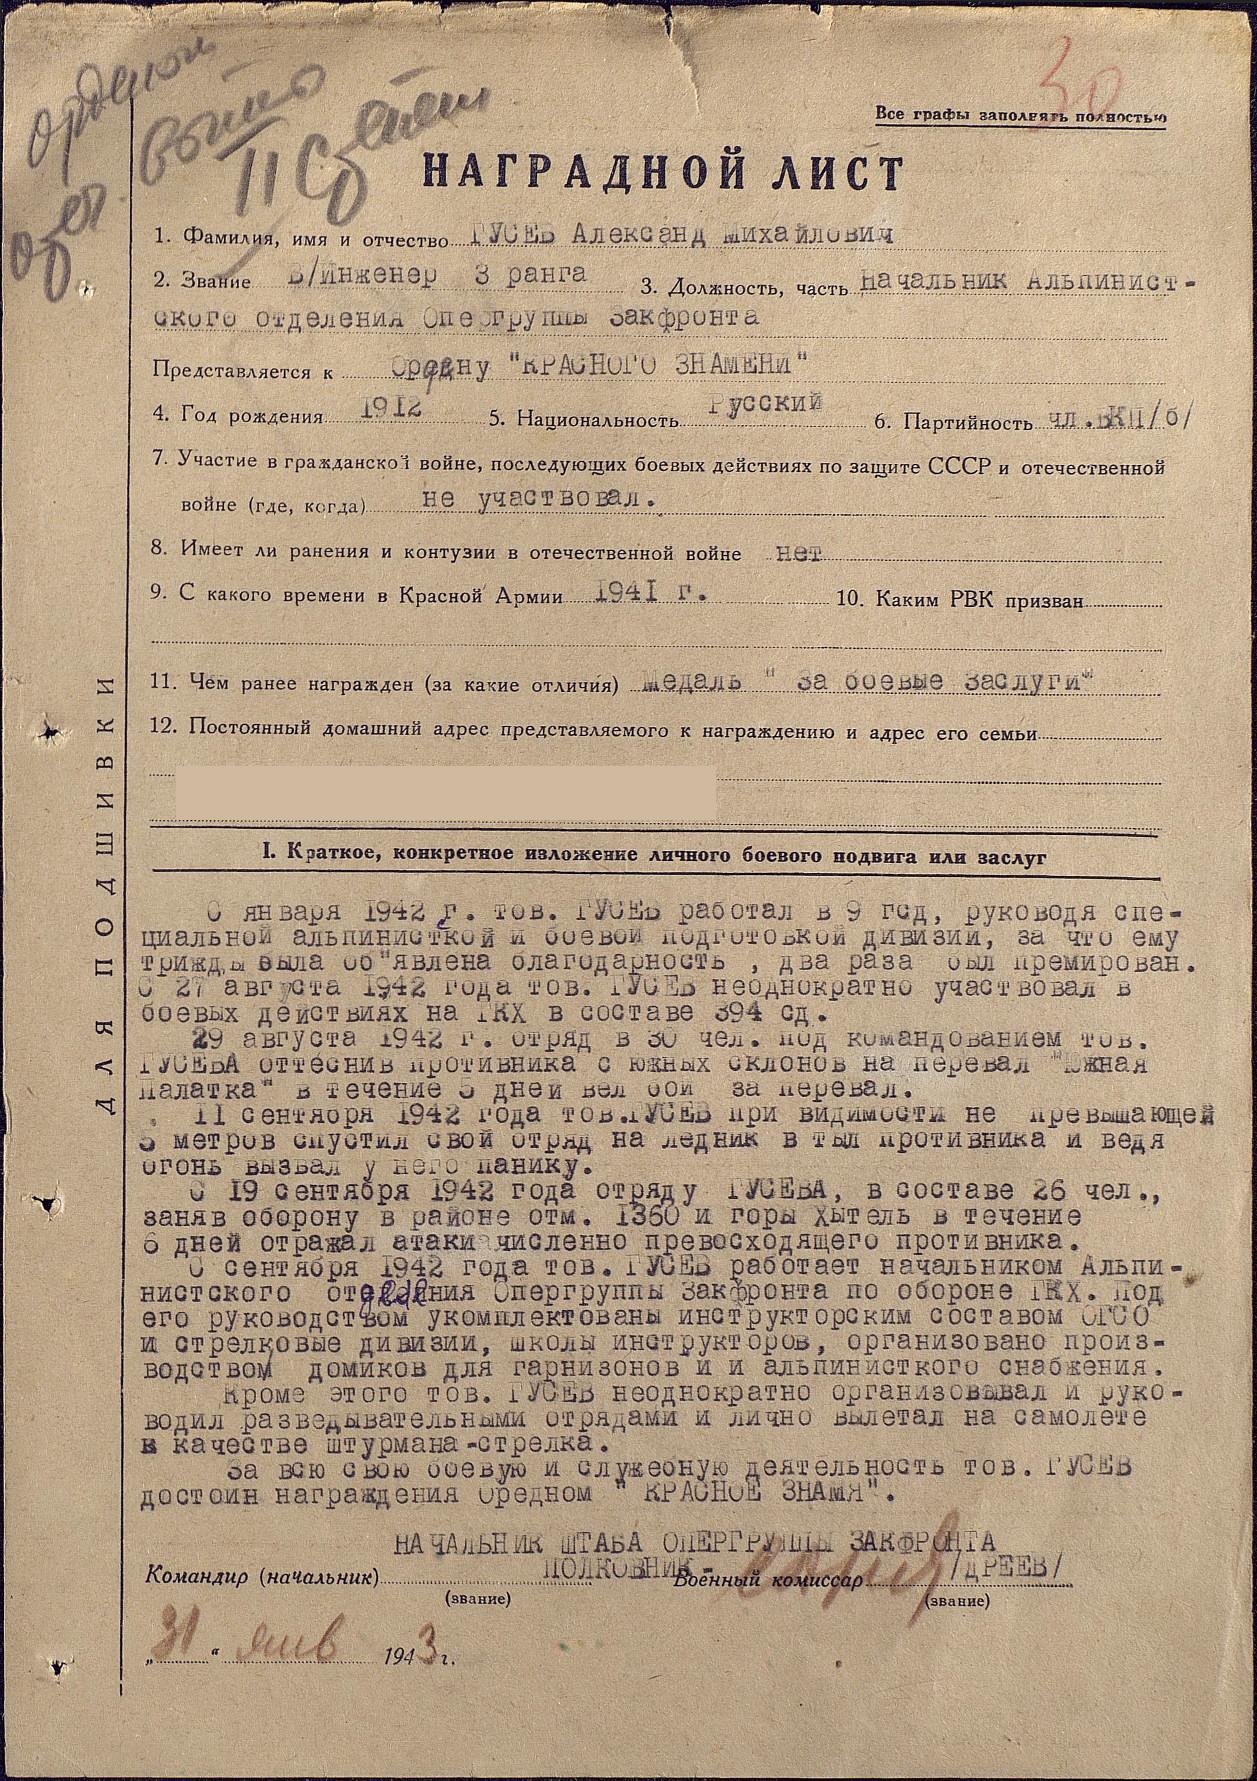 орденом
войны
II степ
отеч.
30
Все графы заполнять полностью
НАГРАДНОЙ ЛИСТ
1. Фамилия, имя и отчество ГУСЕВ Александ Михайлович
2. Звание В/Инженер 3 ранга 3. Должность, часть Начальник Альпинист-
ского отделения Опергруппы Закфронта
Представляется к Ордену "КРАСНОГО ЗНАМЕНИ"
4. Год рождения 1912 5. Национальность Русский 6. Партийность чл.ВКП/б/
7. Участие в гражданской войне, последующих боевых действиях по защите СССР и отечественной
войне (где, когда) не участвовал.
8. Имеет ли ранения и контузии в отечественной войне нет
9. С какого времени в Красной Армии 1941 г. 10. Каким РВК призван
11. Чем ранее награжден (за какие отличия) Медаль " За боевые Заслуги"
12. Постоянный домашний адрес представляемого к награждению и адрес его семьи
ДЛЯ ПОДШИВКИ
I. Краткое, конкретное изложение личного боевого подвига или заслуг
С января 1942 г. тов. ГУСЕВ работал в 9 гсд, руководя спе-
циальной альпинисткой и боевой подготовкой дивизии, за что ему
трижды была об"явлена благодарность , два раза был премирован.
С 27 августа 1942 года тов. ГУСЕВ неоднократно участвовал в
боевых действиях на ГКХ в составе 394 сд.
29 августа 1942 г. отряд в 30 чел. под командованием тов.
ГУСЕВА оттеснив противника с южных склонов на перевал "Южная
Палатка" в течение 5 дней вел бой за перевал.
11 сентября 1942 года тов.ГУСЕВ при видимости не превышающей
5 метров спустил свой отряд на ледник в тыл противника и ведя
огонь вызвал у него панику.
С 19 сентября 1942 года отряду ГУСЕВА, в составе 26 чел.,
заняв оборону в районе отм. 1360 и горы Хытель в течение
6 дней отражал атаки численно превосходящего противника.
С сентября 1942 года тов. ГУСЕВ работает начальником Альпи-
нистского отделения Опергруппы Закфронта по обороне ГКХ. Под
его руководством укомплектованы инструкторским составом ОГСО
и стрелковые дивизии, школы инструкторов, организовано произ-
водством домиков для гарнизонов и и альпинисткого снабжения.
Кроме этого тов. ГУСЕВ неоднократно организовывал и руко-
водил разведывательными отрядами и лично вылетал на самолете
в качестве штурмана-стрелка.
За всю свою боевую и служебную деятельность тов. ГУСЕВ
достоин награждения Оредном " КРАСНОЕ ЗНАМЯ".
НАЧАЛЬНИК ШТАБА ОПЕРГРУППЫ ЗАКФРОНТА
ПОЛКОВНИК - /ДРЕЕВ/
Командир (начальник) Военный комиссар
(звание) (звание)
„31“ янв 1943 г.